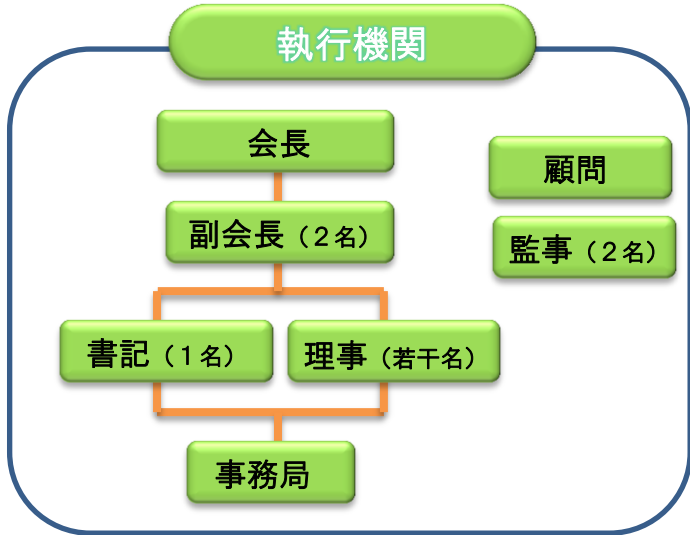 執行機関
会長
顧問
副会長（２名）
監事（２名）
書記（１名）
理事（若干名）
事務局